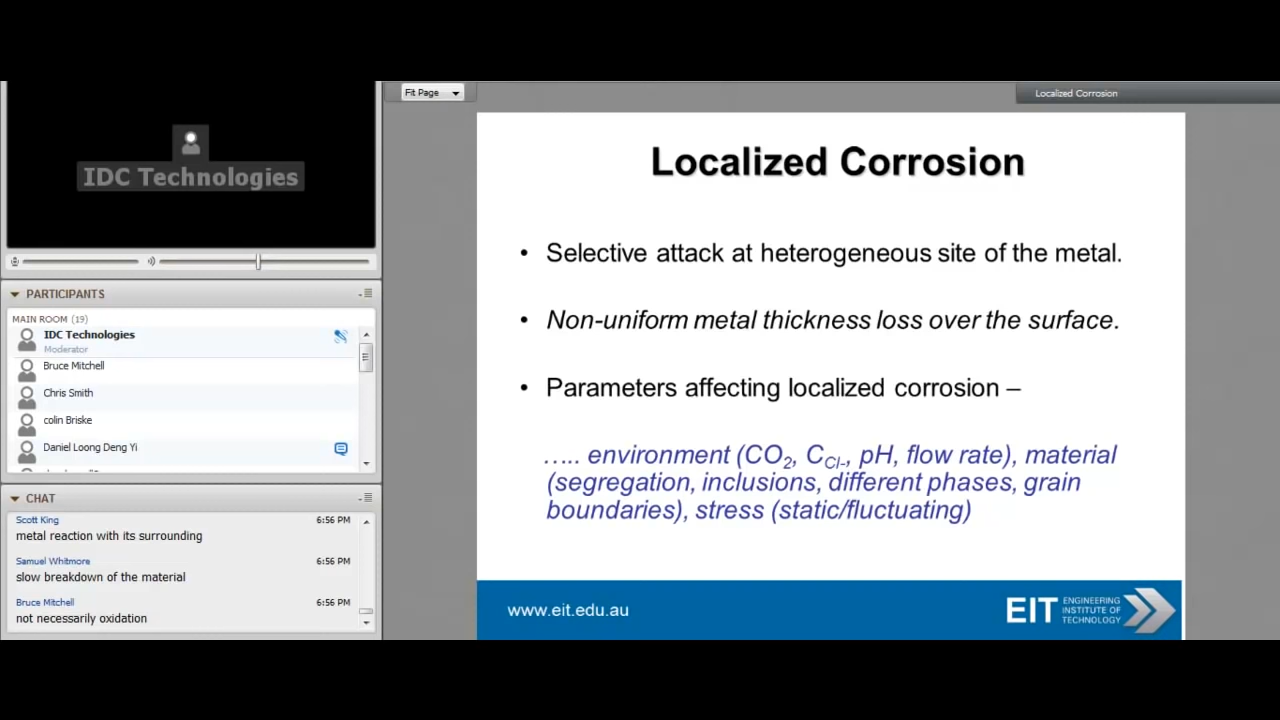 IDC Technologies
PARTICIPANTS
MAIN ROOM (19)
IDC Technologies
Moderator
Bruce Mitchell
Chris Smith
colin Briske
Daniel Loong Deng Yi
CHAT
Scott King 6:56 PM
metal reaction with its surrounding
Samuel Whitmore 6:56 PM
slow breakdown of the material
Bruce Mitchell 6:56 PM
not necessarily oxidation
Fit Page
Localized Corrosion
Localized Corrosion
• Selective attack at heterogeneous site of the metal.
• Non-uniform metal thickness loss over the surface.
• Parameters affecting localized corrosion –
….. environment (CO₂, C_Cl-, pH, flow rate), material
(segregation, inclusions, different phases, grain
boundaries), stress (static/fluctuating)
www.eit.edu.au
EIT
ENGINEERING
INSTITUTE OF
TECHNOLOGY